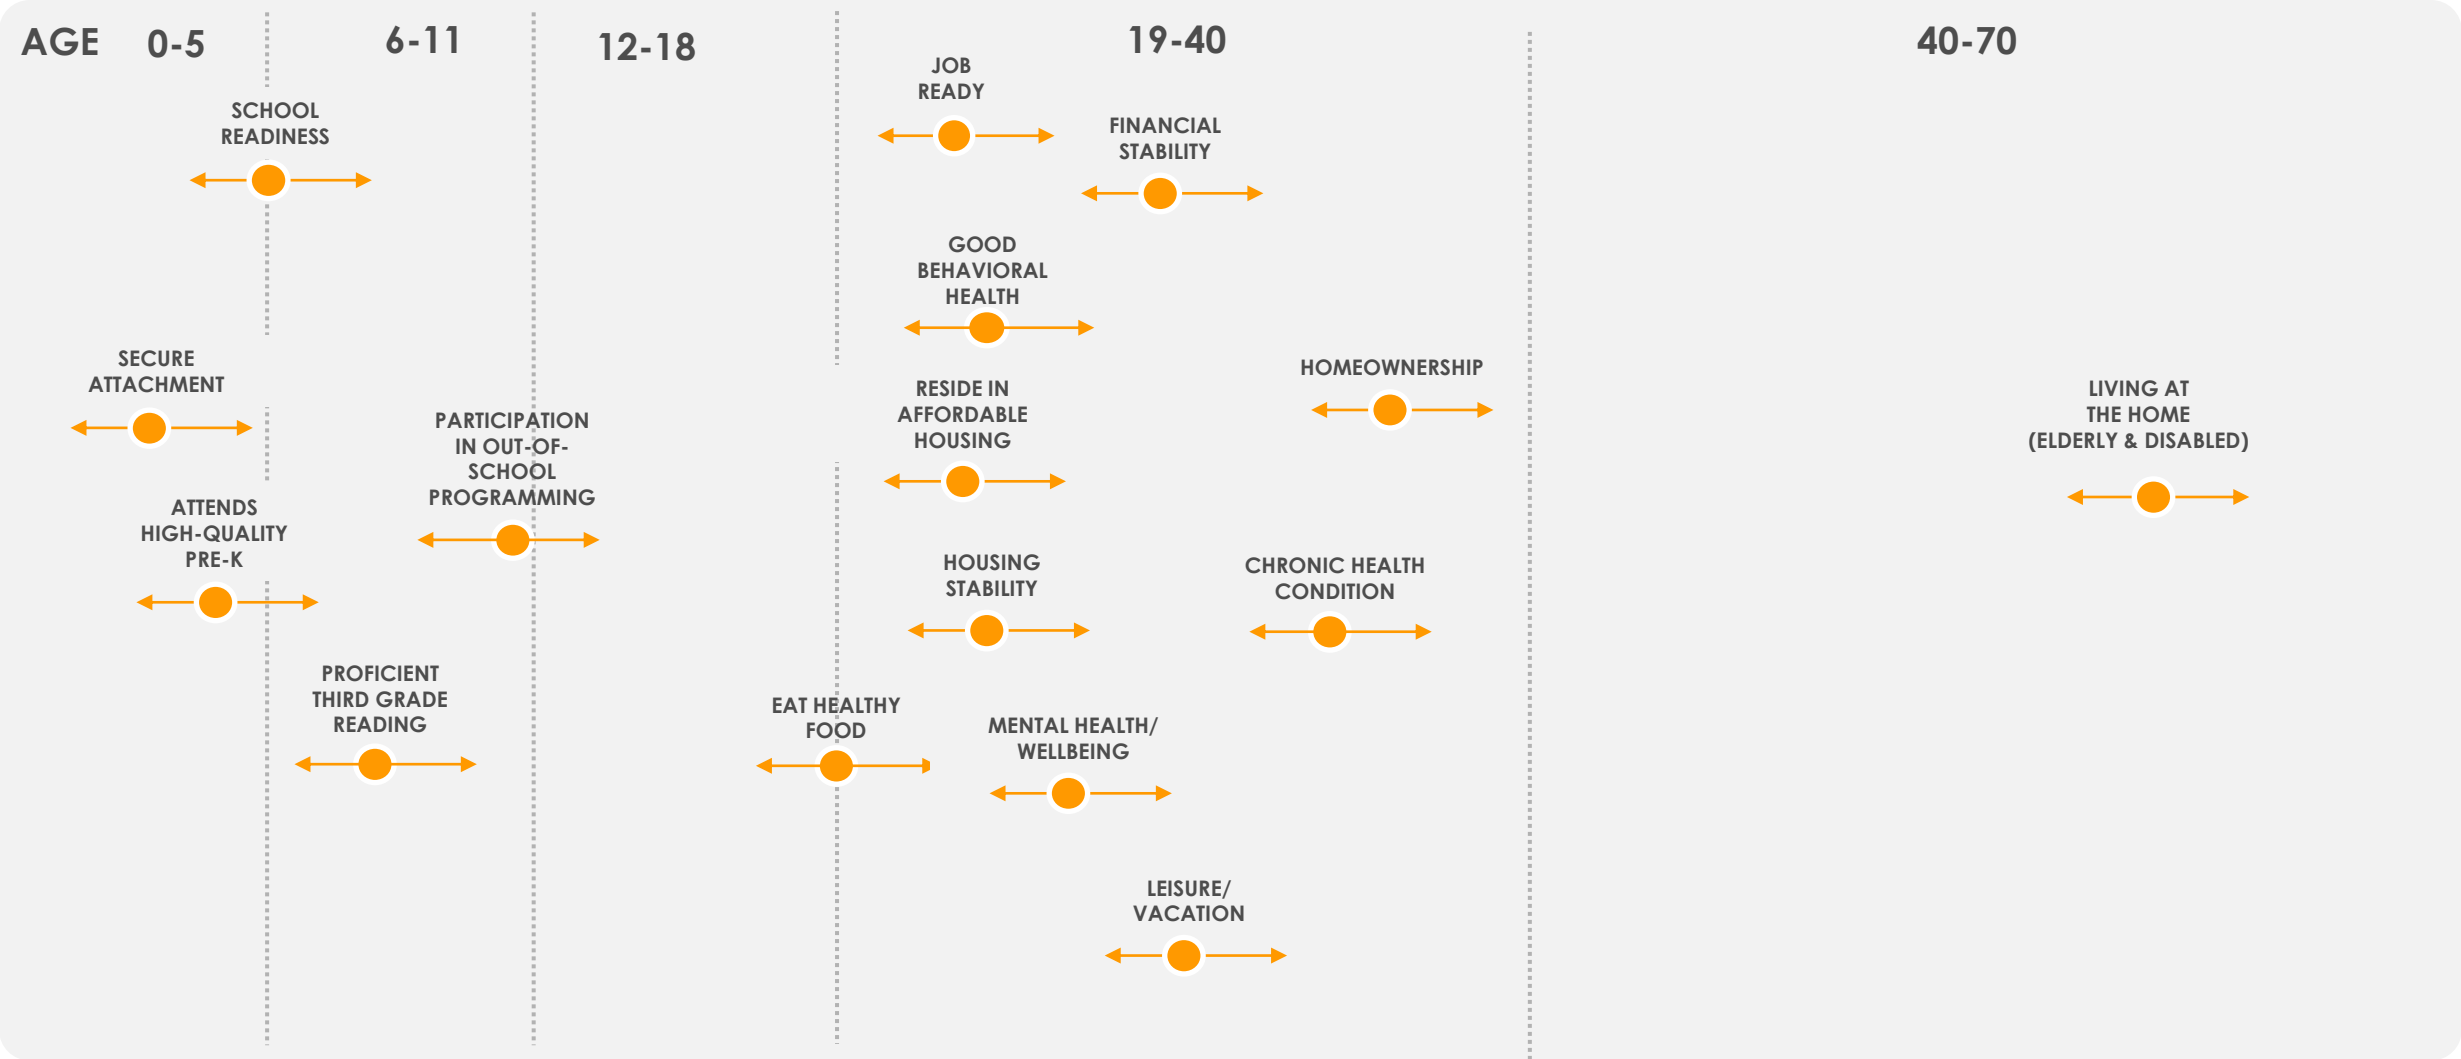 AGE
0-5
6-11
12-18
19-40
40-70
SCHOOL
READINESS
SECURE
ATTACHMENT
ATTENDS
HIGH-QUALITY
PRE-K
PROFICIENT
THIRD GRADE
READING
PARTICIPATION
IN OUT-OF-
SCHOOL
PROGRAMMING
EAT HEALTHY
FOOD
JOB
READY
FINANCIAL
STABILITY
GOOD
BEHAVIORAL
HEALTH
RESIDE IN
AFFORDABLE
HOUSING
HOMEOWNERSHIP
HOUSING
STABILITY
CHRONIC HEALTH
CONDITION
MENTAL HEALTH/
WELLBEING
LEISURE/
VACATION
LIVING AT
THE HOME
(ELDERLY & DISABLED)